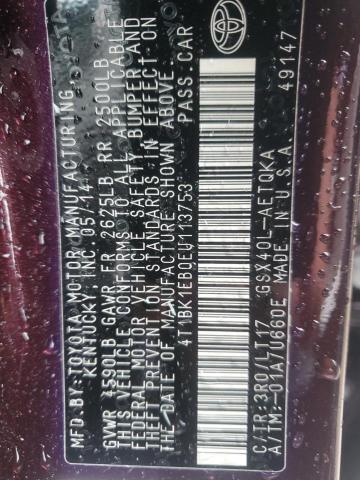 MFD.BY:TOYOTA MOTOR MANUFACTURING,
KENTUCKY, INC. 05/14
GVWR 4590LB GAWR FR 2625LB RR 2500LB
THIS VEHICLE CONFORMS TO ALL APPLICABLE
FEDERAL MOTOR VEHICLE SAFETY, BUMPER AND
THEFT PREVENTION STANDARDS IN EFFECT ON
THE DATE OF MANUFACTURE SHOWN ABOVE.
4T1BK1EB0EU113753 PASS CAR
C/TR:3R0/LT17 GSX40L-AETQKA
A/TM:-01A/U660E MADE IN U.S.A. 49147